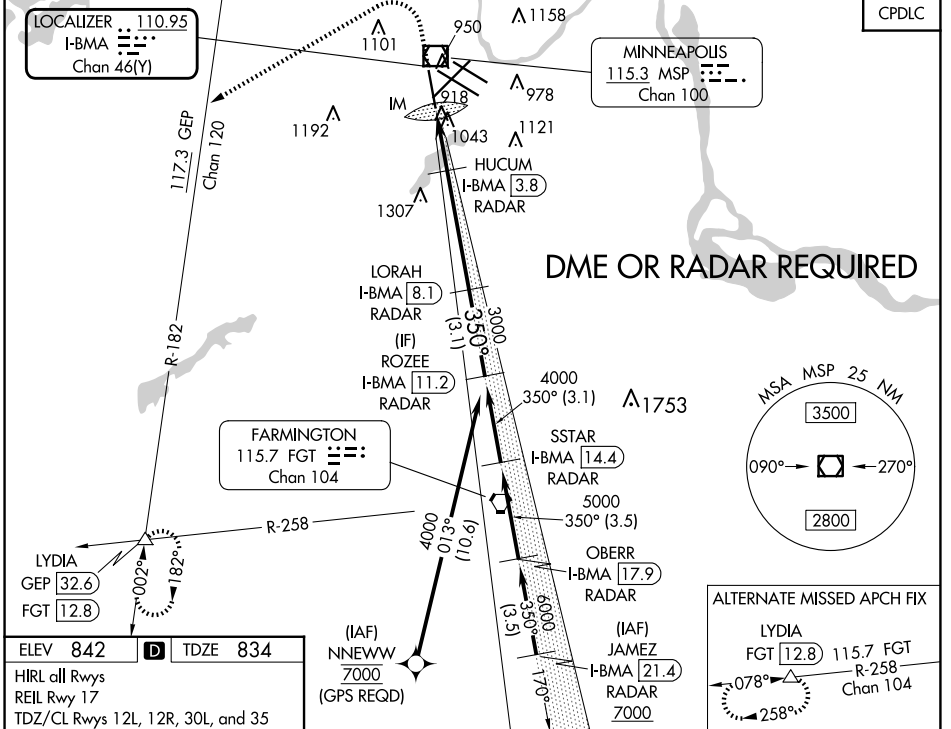 LOCALIZER 110.95
I-BMA
Chan 46(Y)
1101
950
1158
CPDLC
MINNEAPOLIS
115.3 MSP
Chan 100
117.3 GEP
Chan 120
1192
IM
918
978
1043
1121
HUCUM
I-BMA 3.8
RADAR
1307
DME OR RADAR REQUIRED
LORAH
I-BMA 8.1
RADAR
350°
(3.1)
3000
(IF)
ROZEE
I-BMA 11.2
RADAR
R-182
4000
350° (3.1)
1753
MSA MSP 25 NM
3500
090°
270°
2800
FARMINGTON
115.7 FGT
Chan 104
SSTAR
I-BMA 14.4
RADAR
5000
350° (3.5)
R-258
4000
013°
(10.6)
LYDIA
GEP 32.6
FGT 12.8
002°
182°
OBERR
I-BMA 17.9
RADAR
6000
350°
(3.5)
170°
(IAF)
NNEWW
7000
(GPS REQD)
(IAF)
JAMEZ
I-BMA 21.4
RADAR
7000
ALTERNATE MISSED APCH FIX
LYDIA
FGT 12.8
115.7 FGT
R-258
Chan 104
078°
258°
ELEV 842 D TDZE 834
HIRL all Rwys
REIL Rwy 17
TDZ/CL Rwys 12L, 12R, 30L, and 35